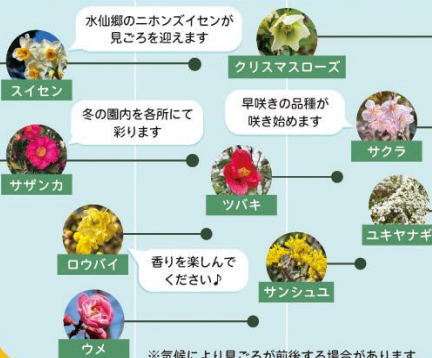 水仙郷のニホンズイセンが
見ごろを迎えます
スイセン
クリスマスローズ
冬の園内を各所にて
彩ります
サザンカ
早咲きの品種が
咲き始めます
サクラ
ツバキ
ユキヤナギ
ロウバイ
香りを楽しんで
ください♪
サンシュユ
ウメ
※気候により見ごろが前後する場合があります